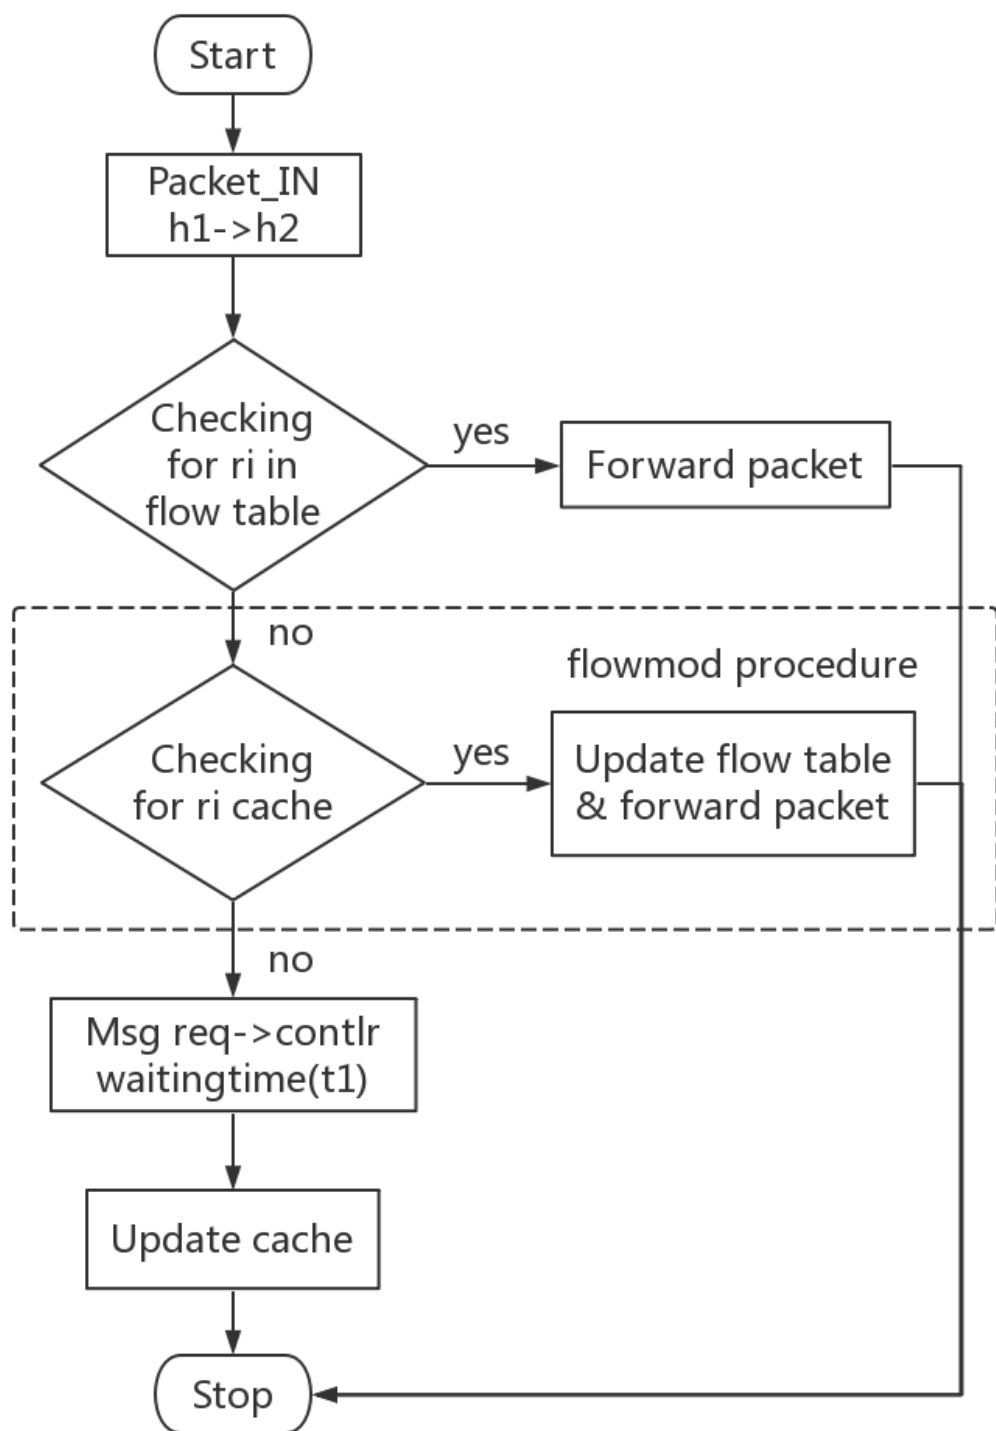 Start
Packet_IN
h1->h2
Checking
for ri in
flow table
yes
Forward packet
no
flowmod procedure
Checking
for ri cache
yes
Update flow table
& forward packet
no
Msg req->contlr
waitingtime(t1)
Update cache
Stop